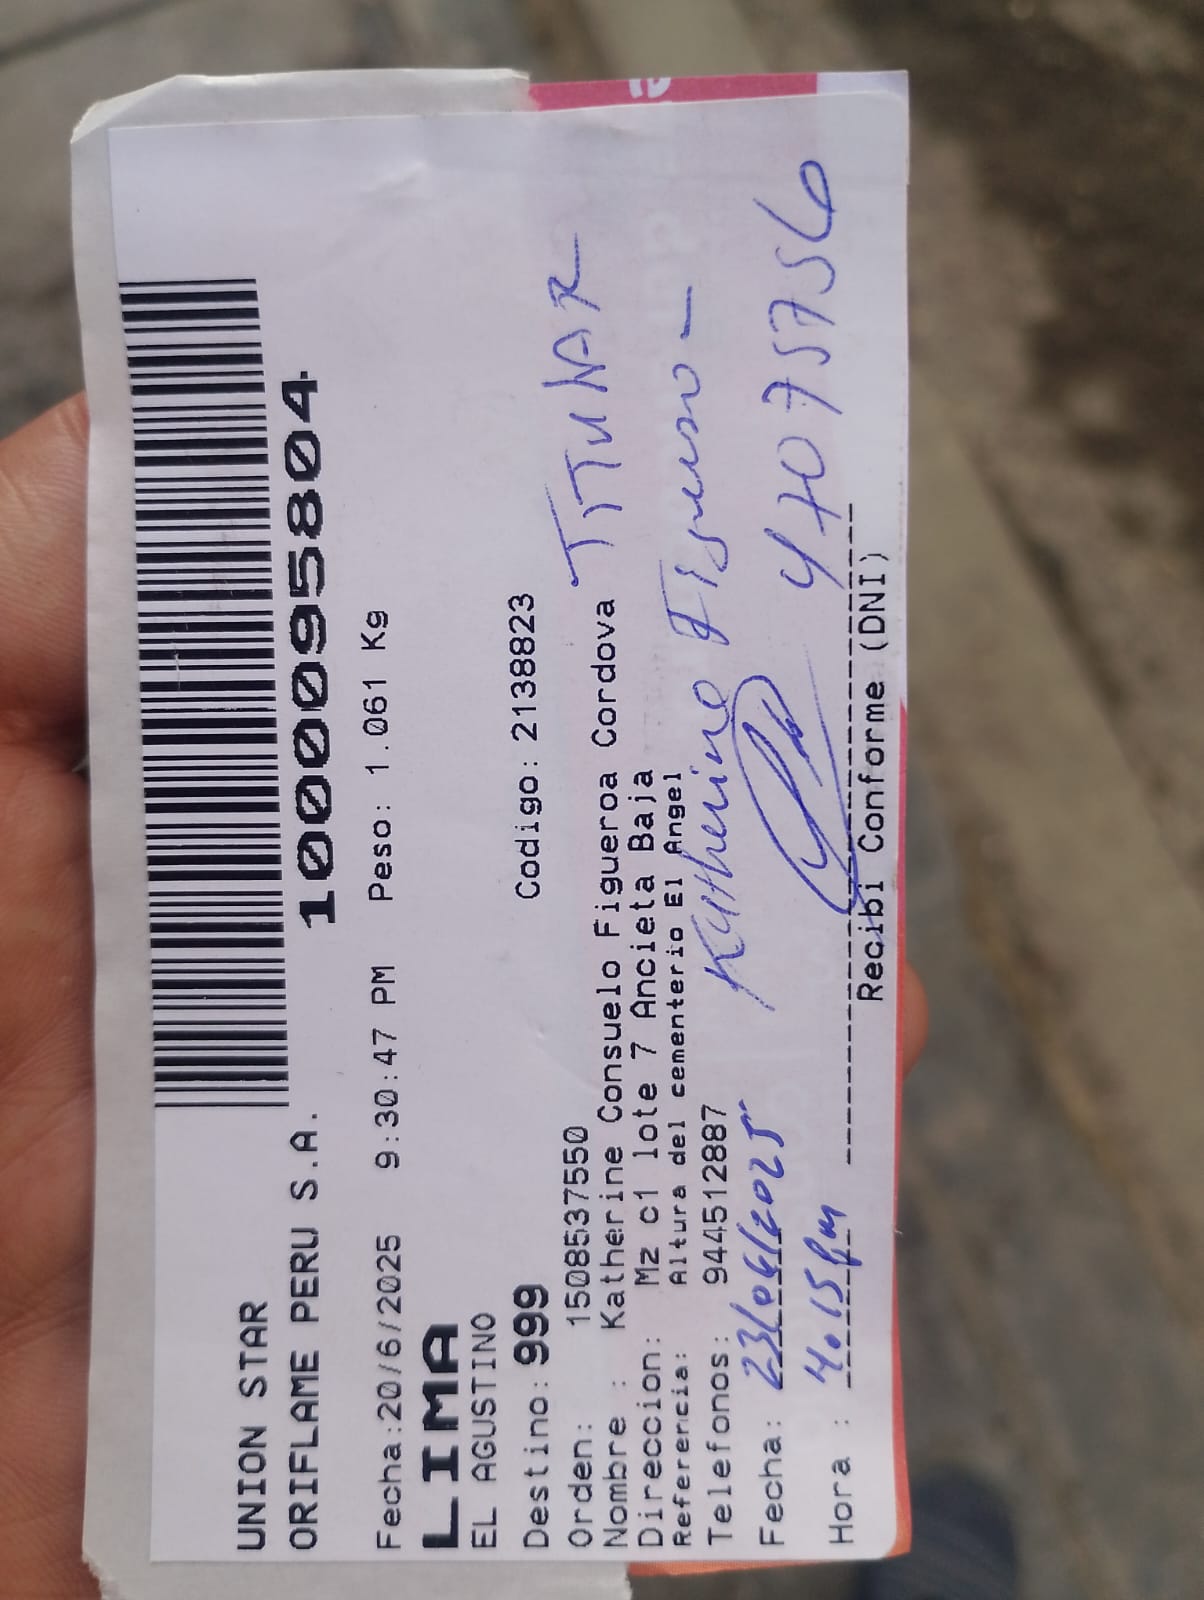 UNION STAR
ORIFLAME PERU S.A.
1000095804
Fecha:20/6/2025 9:30:47 PM Peso: 1.061 Kg
LIMA
EL AGUSTINO
Destino: 999 Codigo: 2138823
Orden: 1508537550
Nombre : Katherine Consuelo Figueroa Cordova TITULAR
Direccion: Mz c1 lote 7 Ancieta Baja
Referencia: Altura del cementerio El Angel
Telefonos: 944512887 Katherine Figueroa
Fecha: 23/06/2025
Hora : 4.15 pm 44075756
Recibi Conforme (DNI)